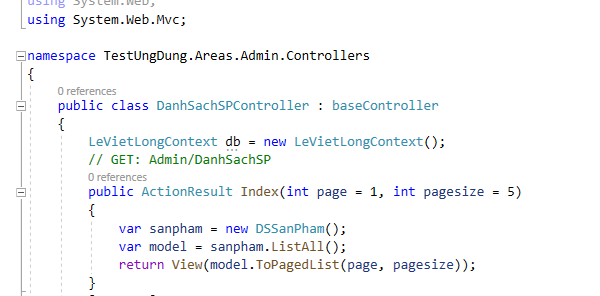 using System.Web;
using System.Web.Mvc;
namespace TestUngDung.Areas.Admin.Controllers
{
0 references
public class DanhSachSPController : baseController
{
LeVietLongContext db = new LeVietLongContext();
// GET: Admin/DanhSachSP
0 references
public ActionResult Index(int page = 1, int pagesize = 5)
{
var sanpham = new DSSanPham();
var model = sanpham.ListAll();
return View(model.ToPagedList(page, pagesize));
}